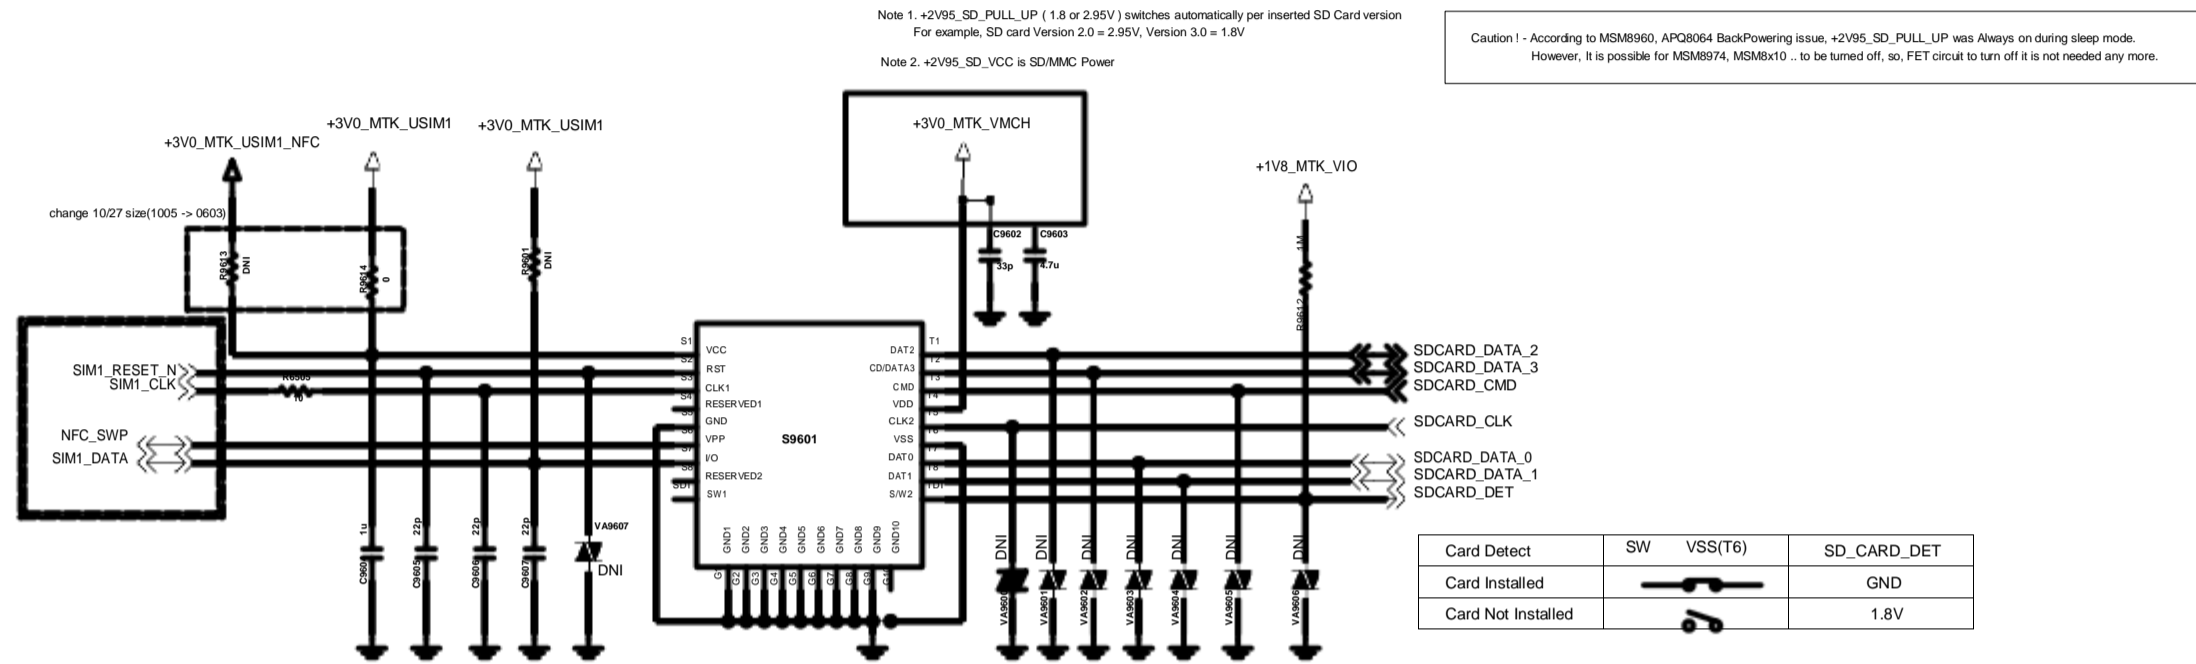 Note 1. +2V95_SD_PULL_UP ( 1.8 or 2.95V ) switches automatically per inserted SD Card version
For example, SD card Version 2.0 = 2.95V, Version 3.0 = 1.8V
Note 2. +2V95_SD_VCC is SD/MMC Power
Caution ! - According to MSM8960, APQ8064 BackPowering issue, +2V95_SD_PULL_UP was Always on during sleep mode.
However, It is possible for MSM8974, MSM8x10 .. to be turned off, so, FET circuit to turn off it is not needed any more.
+3V0_MTK_USIM1_NFC
+3V0_MTK_USIM1
+3V0_MTK_USIM1
+3V0_MTK_VMCH
+1V8_MTK_VIO
change 10/27 size(1005 -> 0603)
R9613
DNI
R9614
0
R9601
DNI
C9602
33p
C9603
4.7u
1M
R9612
SIM1_RESET_N
SIM1_CLK
10
NFC_SWP
SIM1_DATA
S1
S2
S3
S4
S8
VCC
RST
CLK1
RESERVED1
GND
VPP
I/O
RESERVED2
SW1
S9601
DAT2
CD/DATA3
CMD
VDD
CLK2
VSS
DAT0
DAT1
S/W2
T1
T2
T3
T4
T8
SDCARD_DATA_2
SDCARD_DATA_3
SDCARD_CMD
SDCARD_CLK
SDCARD_DATA_0
SDCARD_DATA_1
SDCARD_DET
GND1
GND2
GND3
GND4
GND5
GND6
GND7
GND8
GND9
GND10
G2
G3
G4
G5
G6
G7
G8
G9
1u
22p
C9605
22p
C9606
22p
C9607
VA9607
DNI
DNI
VA9600
DNI
VA9601
DNI
VA9602
DNI
VA9603
DNI
VA9604
DNI
VA9605
DNI
VA9606
Card Detect SW VSS(T6) SD_CARD_DET
Card Installed GND
Card Not Installed 1.8V